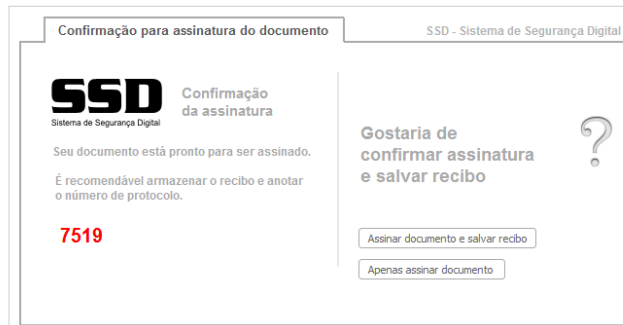 Confirmação para assinatura do documento
SSD - Sistema de Segurança Digital
SSD
Sistema de Segurança Digital
Confirmação
da assinatura
Seu documento está pronto para ser assinado.
É recomendável armazenar o recibo e anotar
o número de protocolo.
7519
Gostaria de
confirmar assinatura
e salvar recibo
?
Assinar documento e salvar recibo
Apenas assinar documento